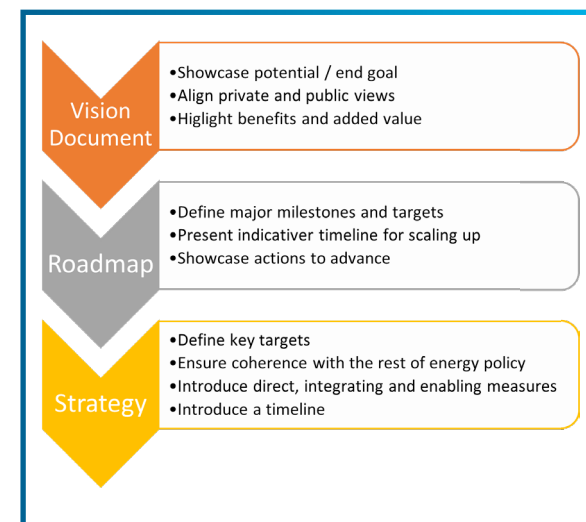 Vision
Document
•Showcase potential / end goal
•Align private and public views
•Higlight benefits and added value
Roadmap
•Define major milestones and targets
•Present indicativer timeline for scaling up
•Showcase actions to advance
Strategy
•Define key targets
•Ensure coherence with the rest of energy policy
•Introduce direct, integrating and enabling measures
•Introduce a timeline